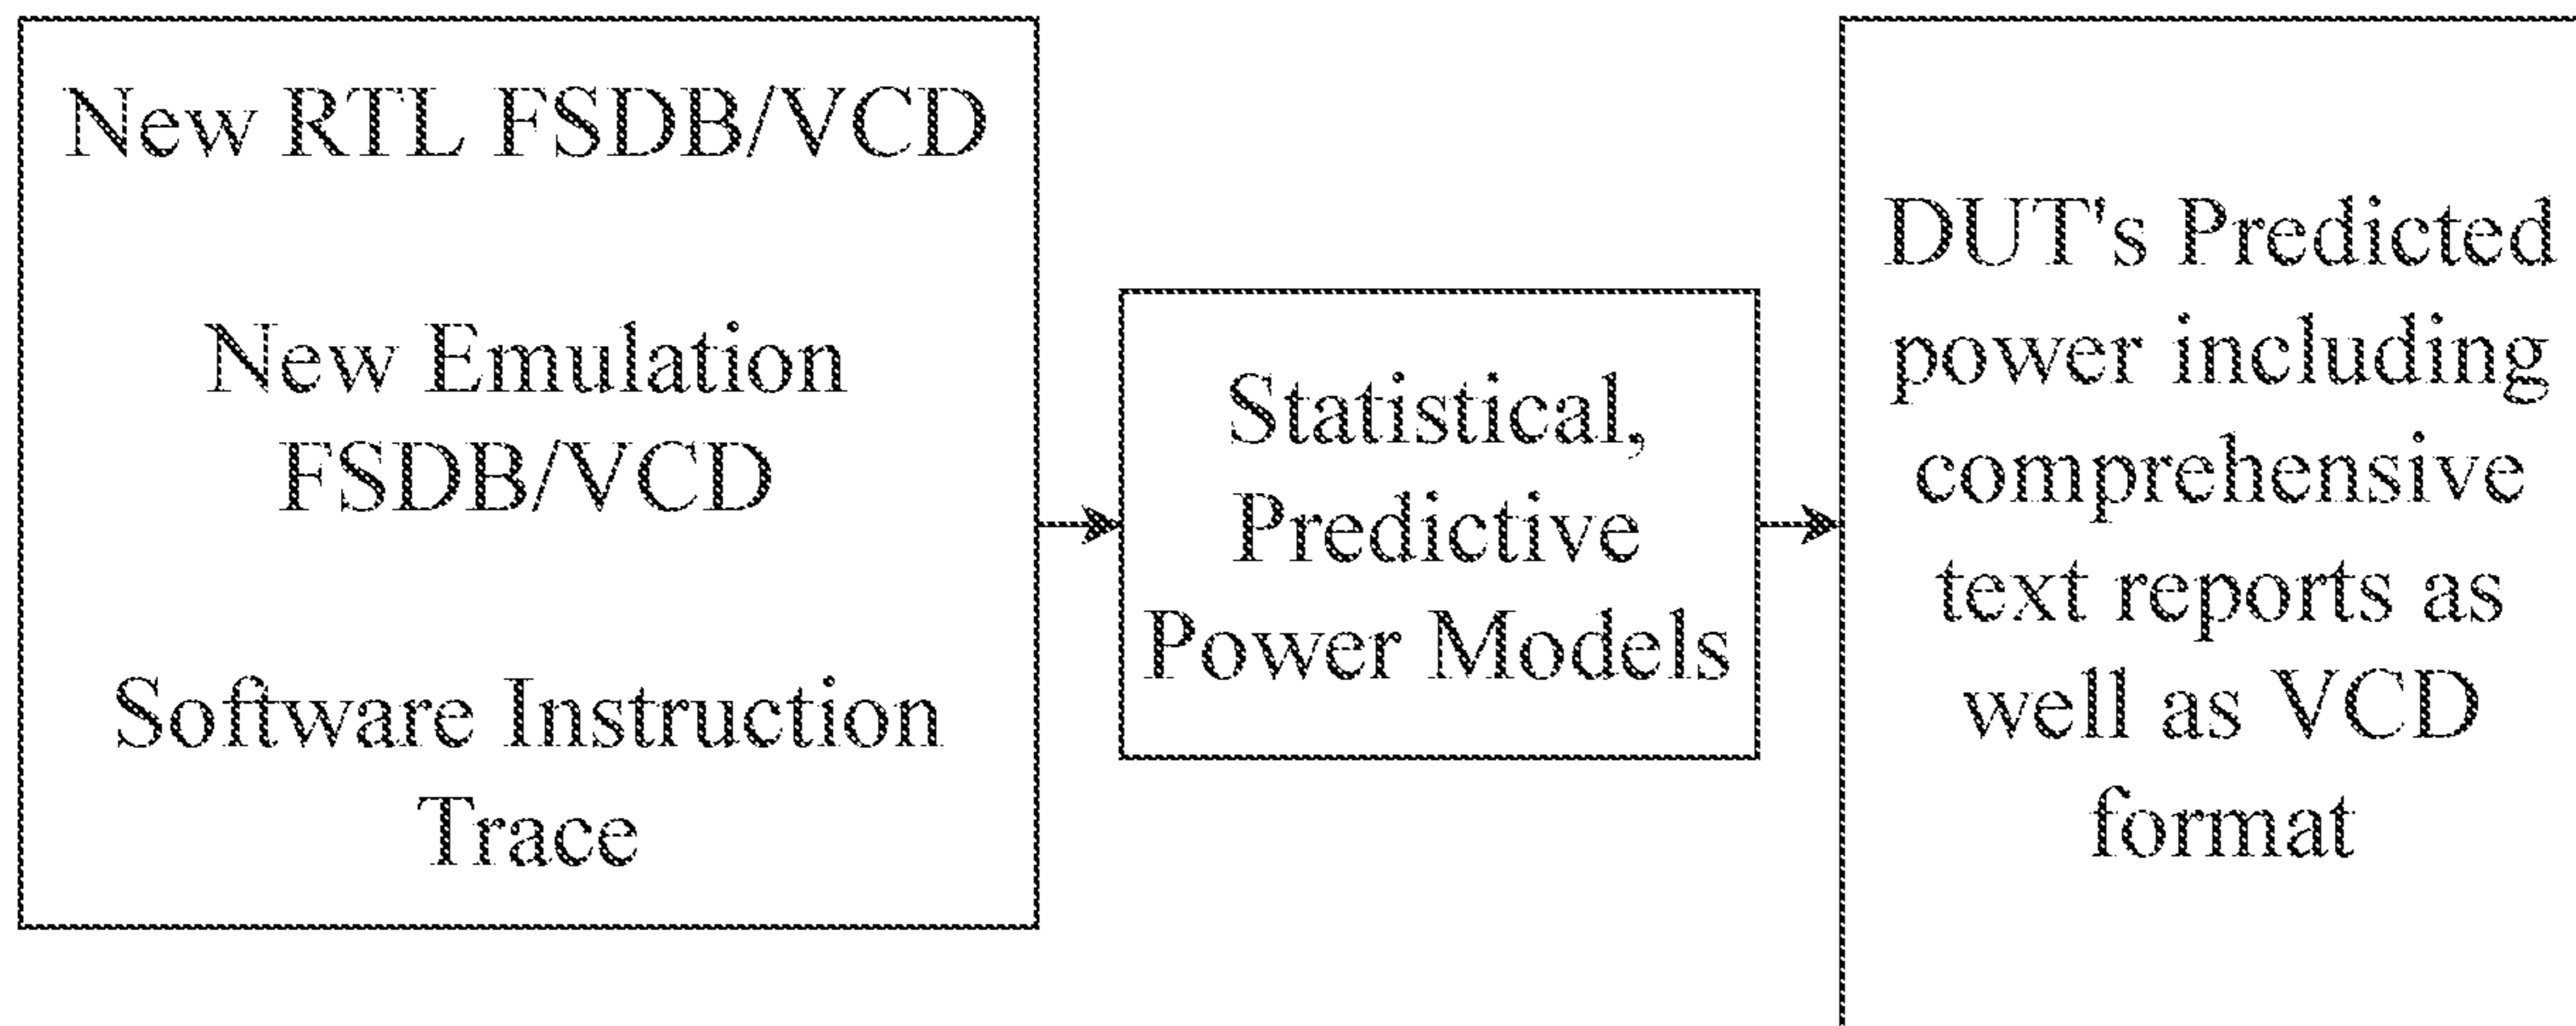 New RTL FSDB/VCD
New Emulation
FSDB/VCD
Software Instruction
Trace
Statistical,
Predictive
Power Models
DUT's Predicted
power including
comprehensive
text reports as
well as VCD
format